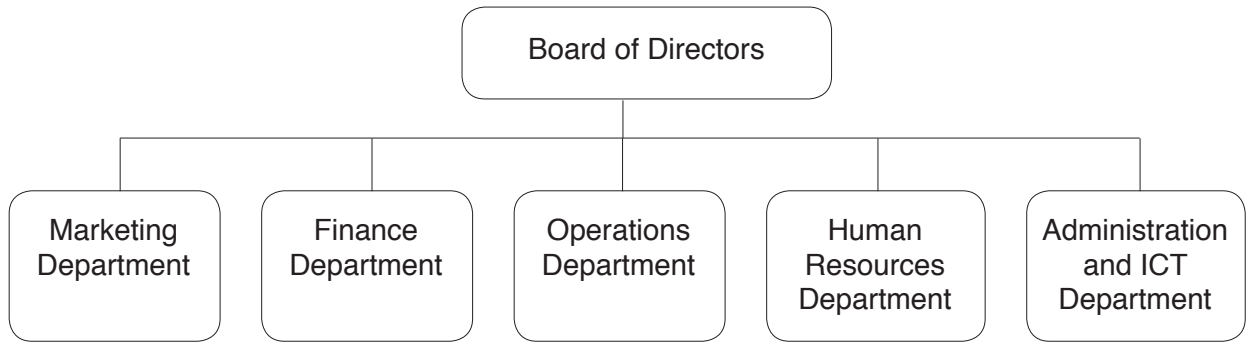 Board of Directors
Marketing
Department
Finance
Department
Operations
Department
Human
Resources
Department
Administration
and ICT
Department